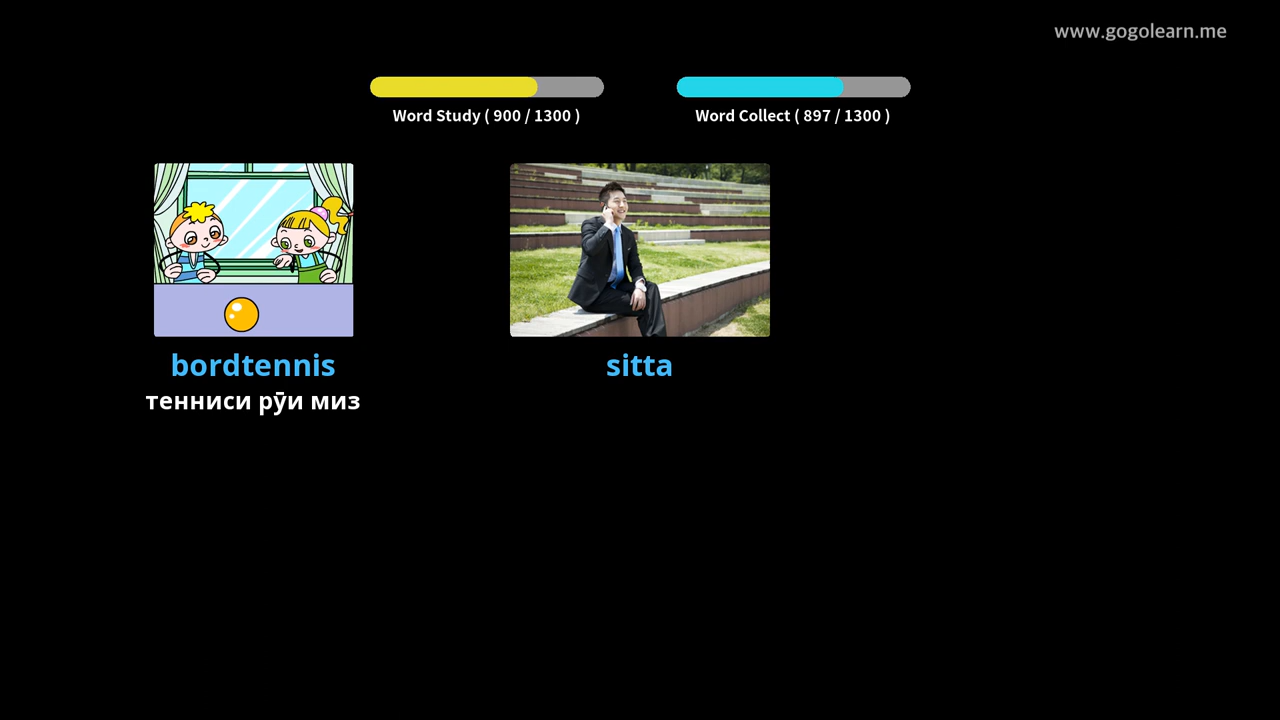 www.gogolearn.me
Word Study ( 900 / 1300 )
Word Collect ( 897 / 1300 )
bordtennis
тенниси рӯи миз
sitta